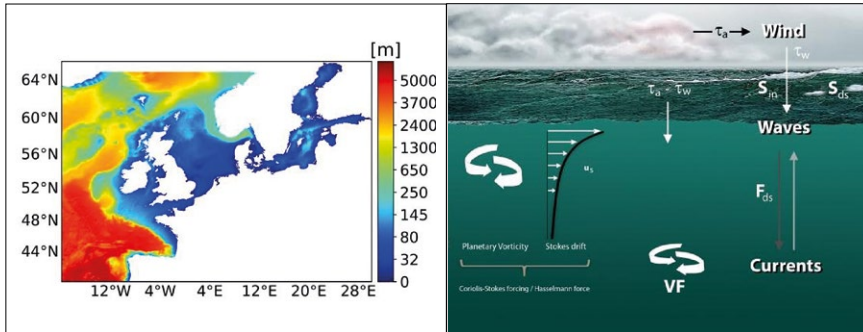 [m]
64°N
60°N
56°N
52°N
48°N
44°N
12°W 4°W 4°E 12°E 20°E 28°E
5000
3700
2400
1300
650
250
145
80
32
0
τa Wind
τw
τa - τw
Sin Sds
Waves
us
Fds
Planetary Vorticity Stokes drift
Currents
VF
Coriolis-Stokes forcing / Hasselmann force